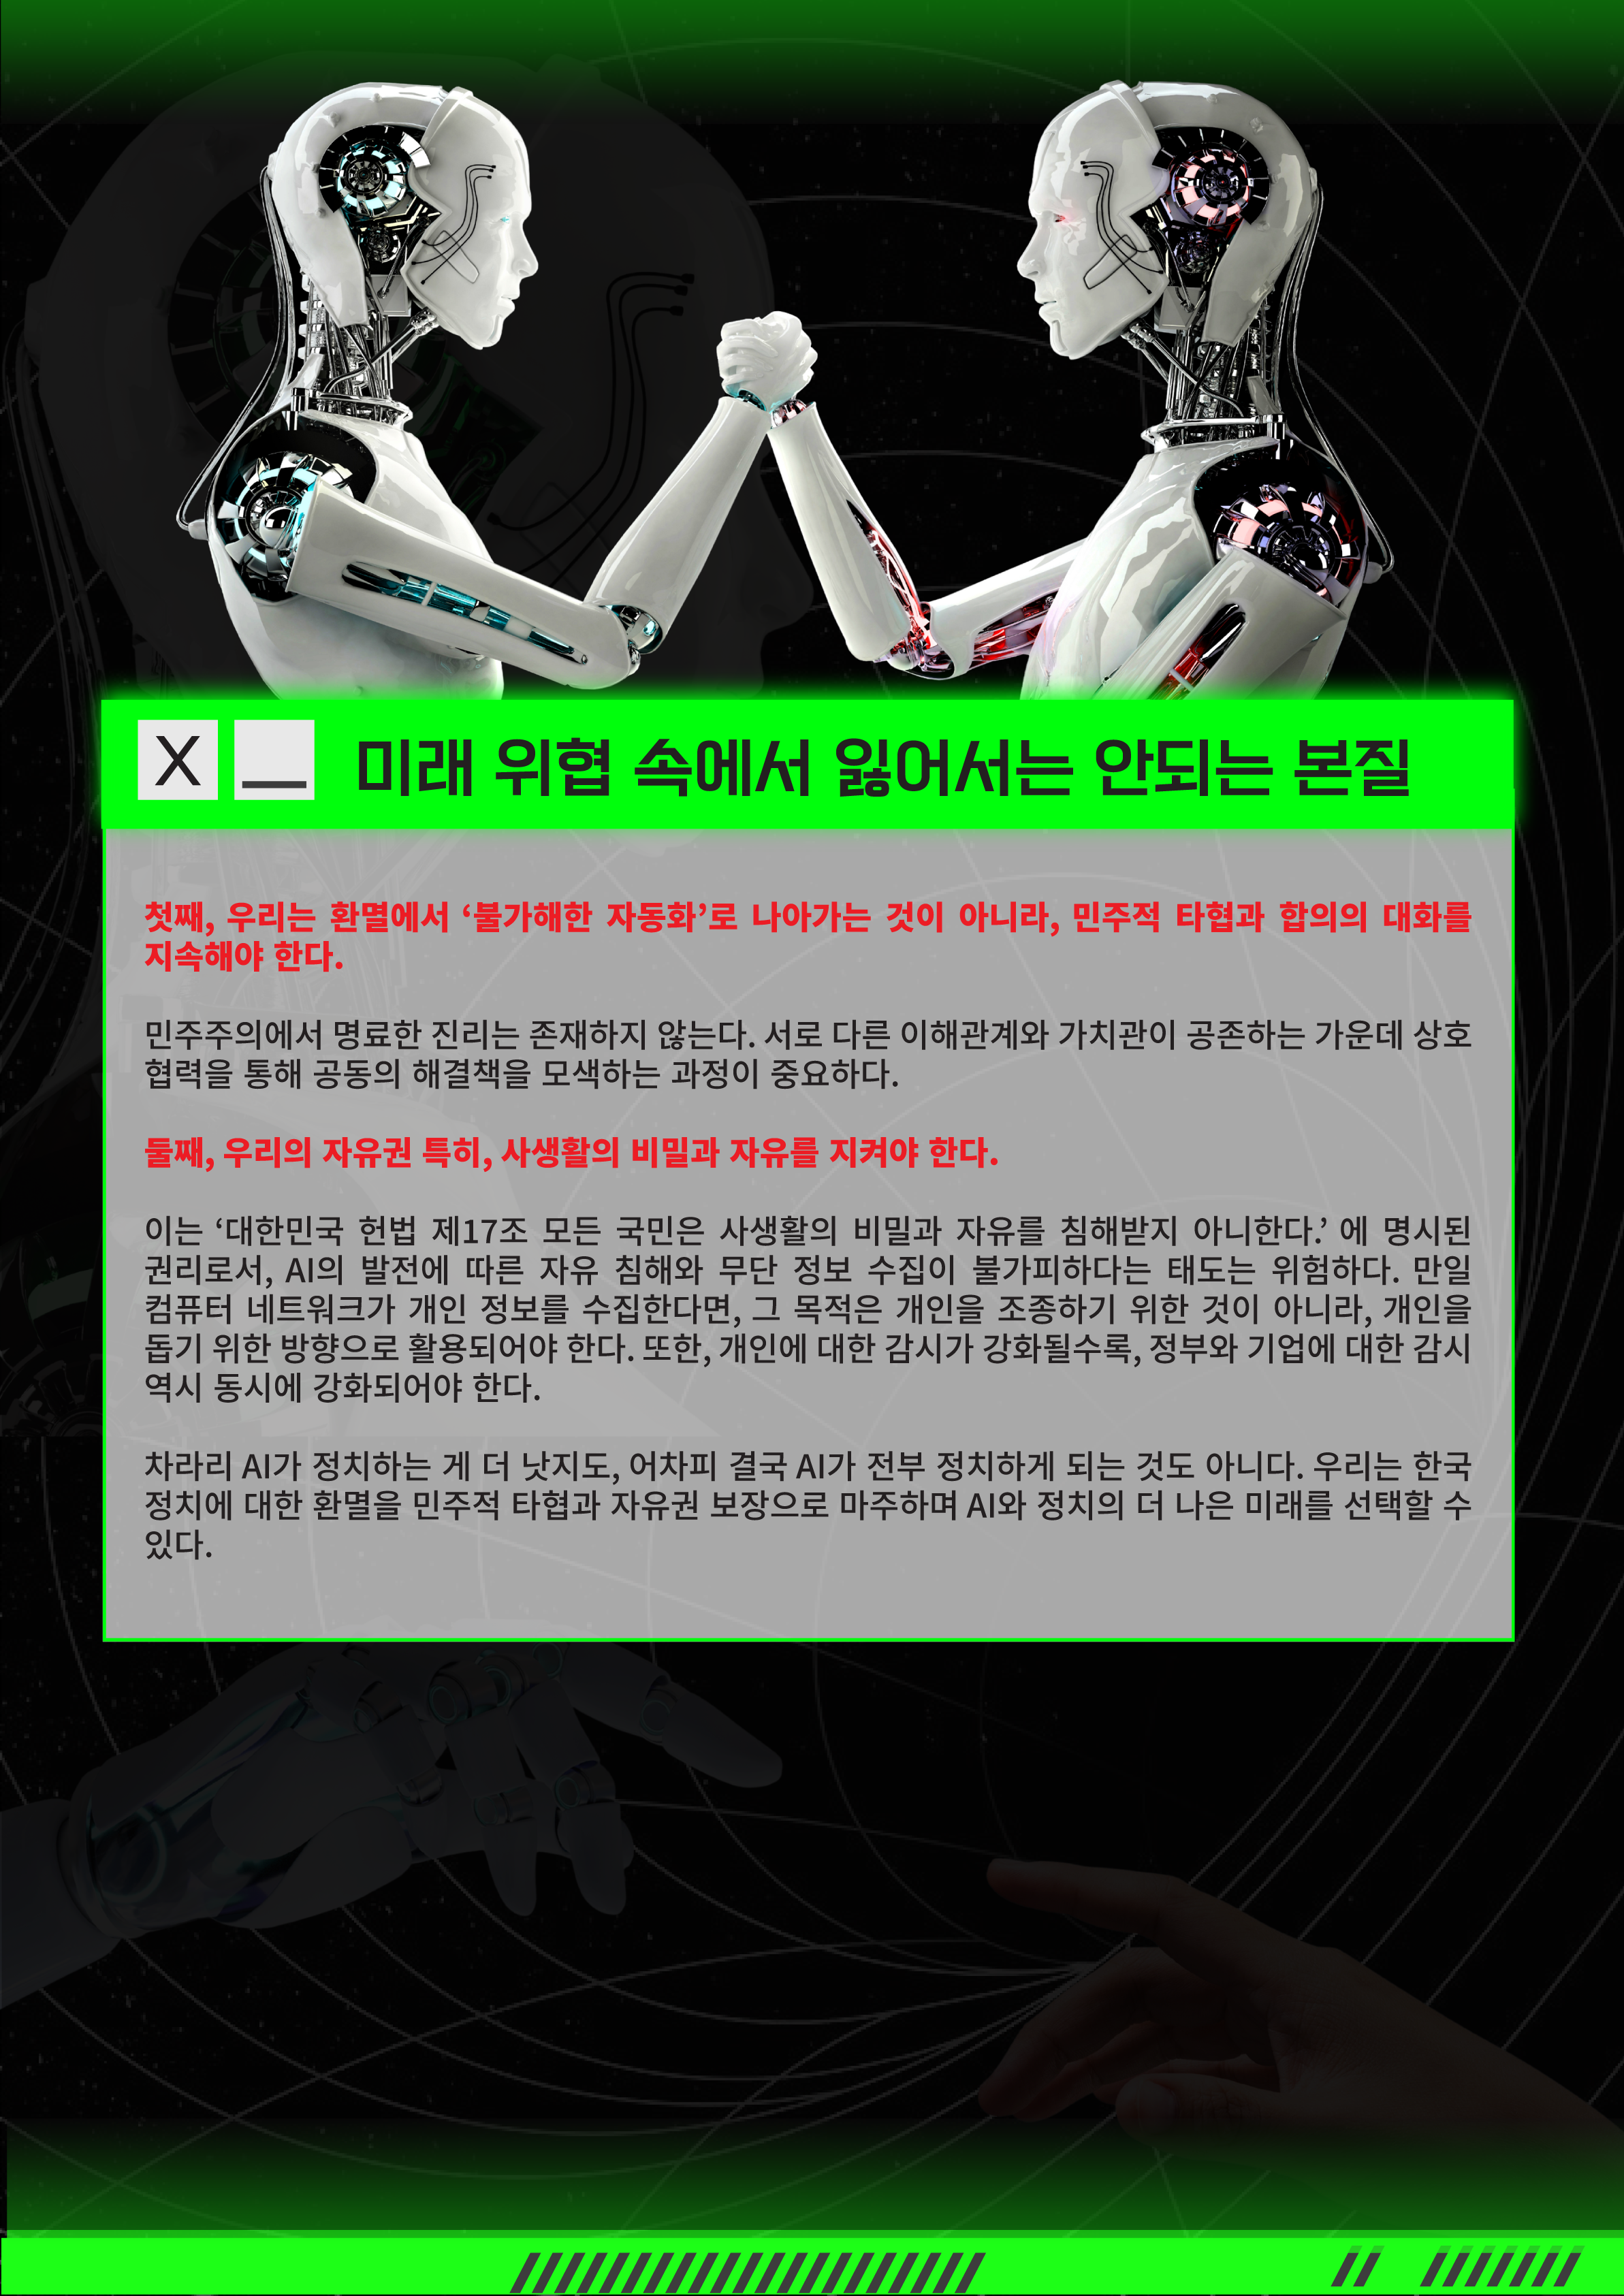 X _ 미래 위협 속에서 잃어서는 안되는 본질
첫째, 우리는 환멸에서 ‘불가해한 자동화’로 나아가는 것이 아니라, 민주적 타협과 합의의 대화를
지속해야 한다.
민주주의에서 명료한 진리는 존재하지 않는다. 서로 다른 이해관계와 가치관이 공존하는 가운데 상호
협력을 통해 공동의 해결책을 모색하는 과정이 중요하다.
둘째, 우리의 자유권 특히, 사생활의 비밀과 자유를 지켜야 한다.
이는 ‘대한민국 헌법 제17조 모든 국민은 사생활의 비밀과 자유를 침해받지 아니한다.’ 에 명시된
권리로서, AI의 발전에 따른 자유 침해와 무단 정보 수집이 불가피하다는 태도는 위험하다. 만일
컴퓨터 네트워크가 개인 정보를 수집한다면, 그 목적은 개인을 조종하기 위한 것이 아니라, 개인을
돕기 위한 방향으로 활용되어야 한다. 또한, 개인에 대한 감시가 강화될수록, 정부와 기업에 대한 감시
역시 동시에 강화되어야 한다.
차라리 AI가 정치하는 게 더 낫지도, 어차피 결국 AI가 전부 정치하게 되는 것도 아니다. 우리는 한국
정치에 대한 환멸을 민주적 타협과 자유권 보장으로 마주하며 AI와 정치의 더 나은 미래를 선택할 수
있다.